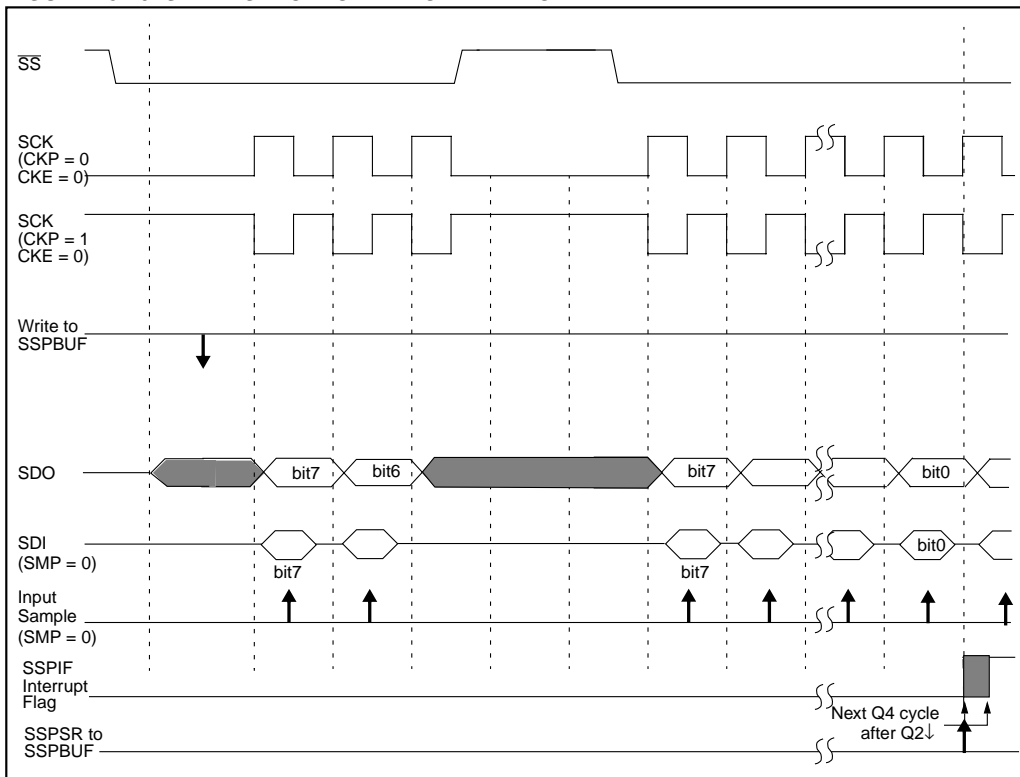 SS
SCK
(CKP = 0
CKE = 0)
SCK
(CKP = 1
CKE = 0)
Write to
SSPBUF
SDO
bit7
bit6
bit7
bit0
SDI
(SMP = 0)
bit7
bit7
bit0
Input
Sample
(SMP = 0)
SSPIF
Interrupt
Flag
Next Q4 cycle
after Q2↓
SSPSR to
SSPBUF